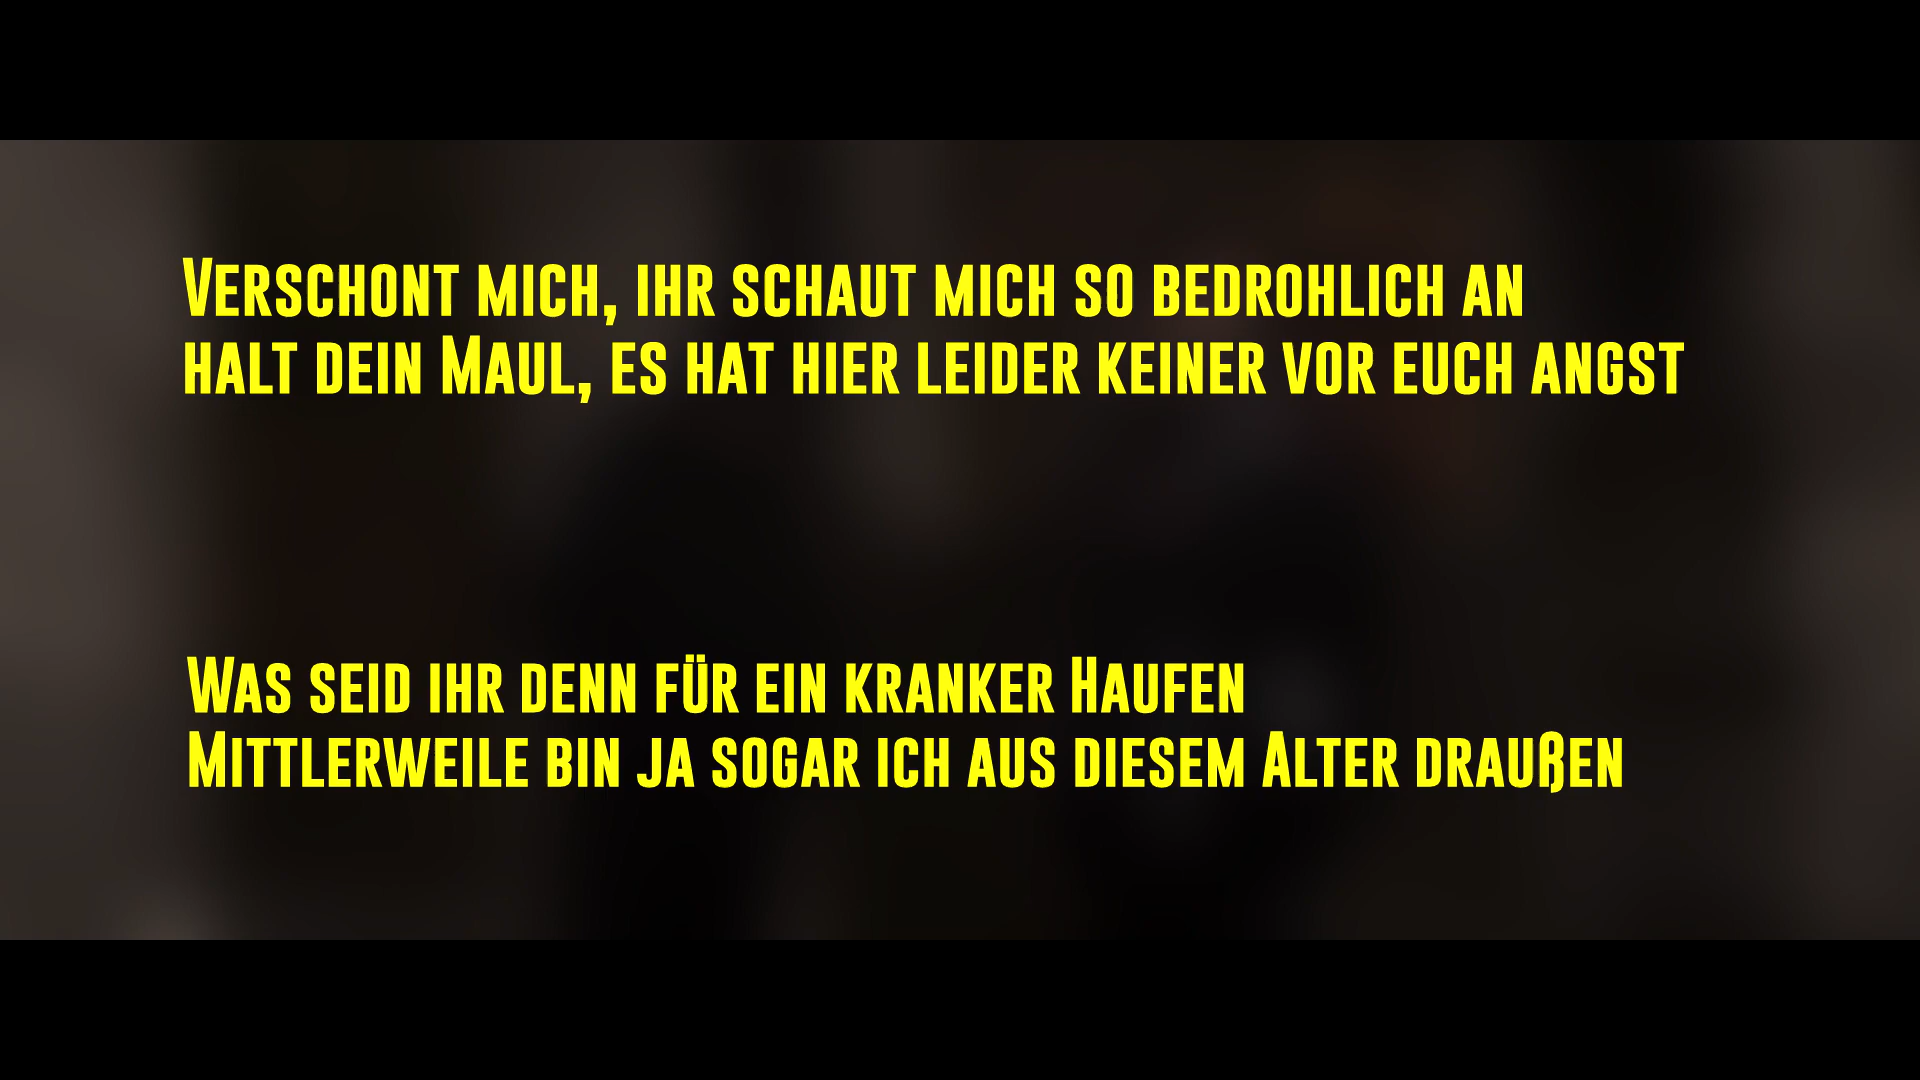 Verschont mich, ihr schaut mich so bedrohlich an
halt dein Maul, es hat hier leider keiner vor euch angst
Was seid ihr denn für ein kranker Haufen
Mittlerweile bin ja sogar ich aus diesem Alter draußen